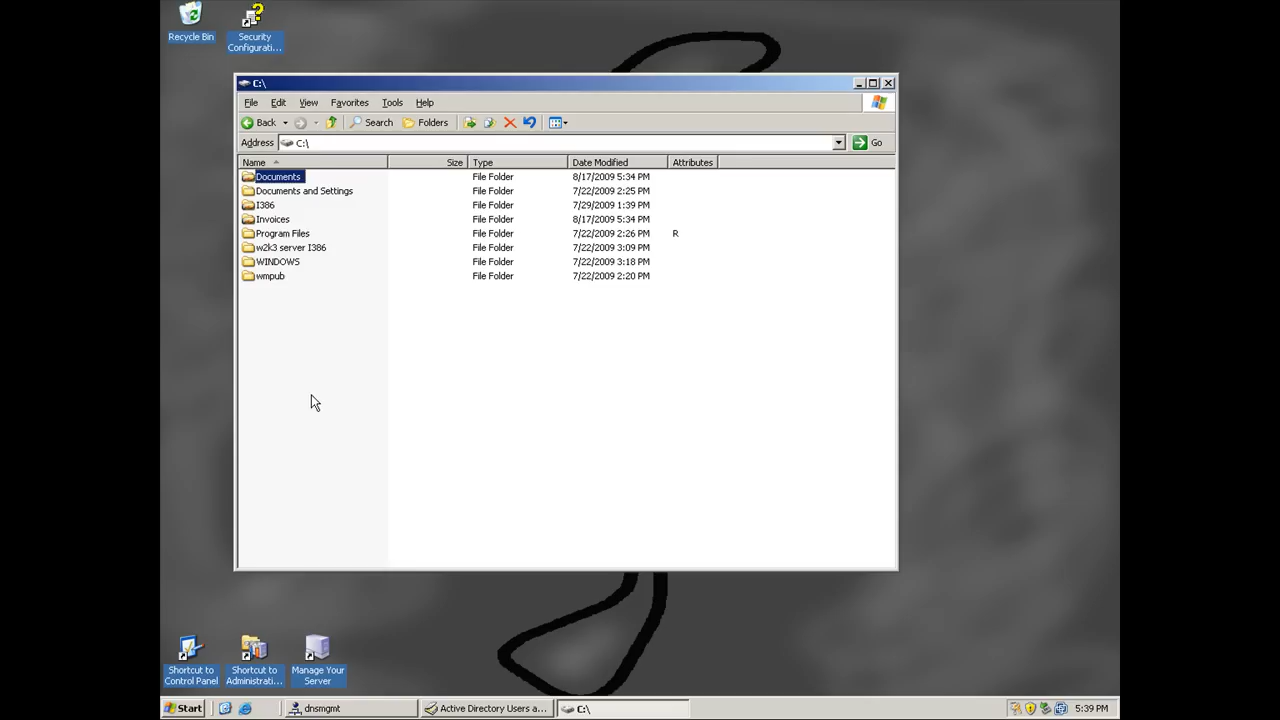 Recycle Bin
Security
Configurati...
C:\
File Edit View Favorites Tools Help
Back Search Folders
Address C:\ Go
Name Size Type Date Modified Attributes
Documents File Folder 8/17/2009 5:34 PM
Documents and Settings File Folder 7/22/2009 2:25 PM
I386 File Folder 7/29/2009 1:39 PM
Invoices File Folder 8/17/2009 5:34 PM
Program Files File Folder 7/22/2009 2:26 PM R
w2k3 server I386 File Folder 7/22/2009 3:09 PM
WINDOWS File Folder 7/22/2009 3:18 PM
wmpub File Folder 7/22/2009 2:20 PM
Shortcut to
Control Panel
Shortcut to
Administrati...
Manage Your
Server
Start dnsmgmt Active Directory Users a... C:\ 5:39 PM